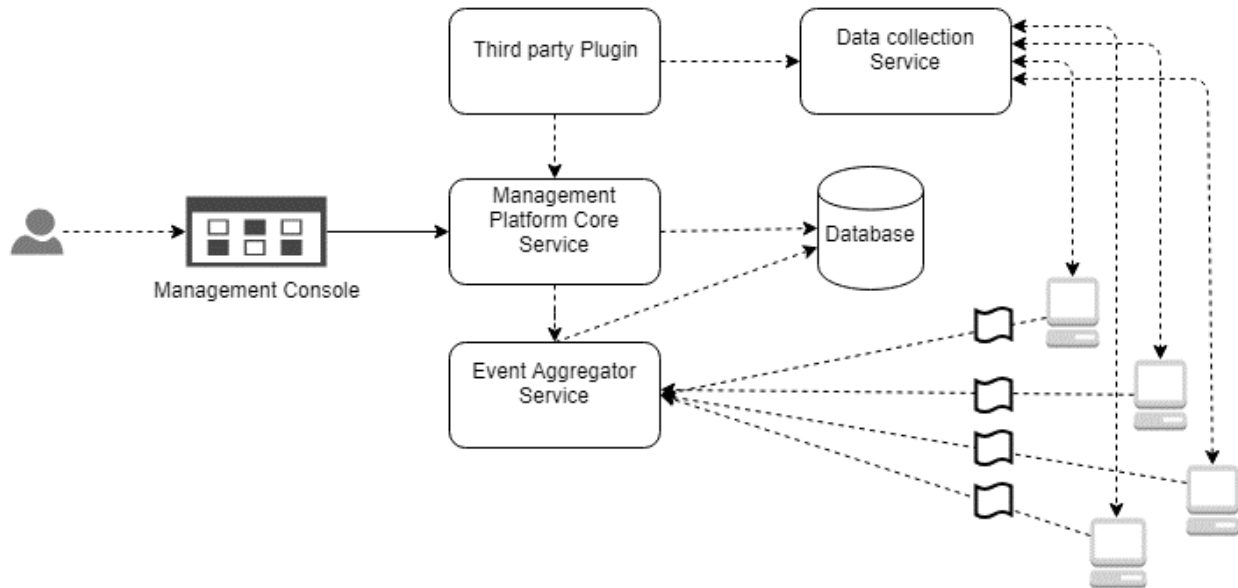 Third party Plugin
Data collection
Service
Management
Platform Core
Service
Database
Management Console
Event Aggregator
Service